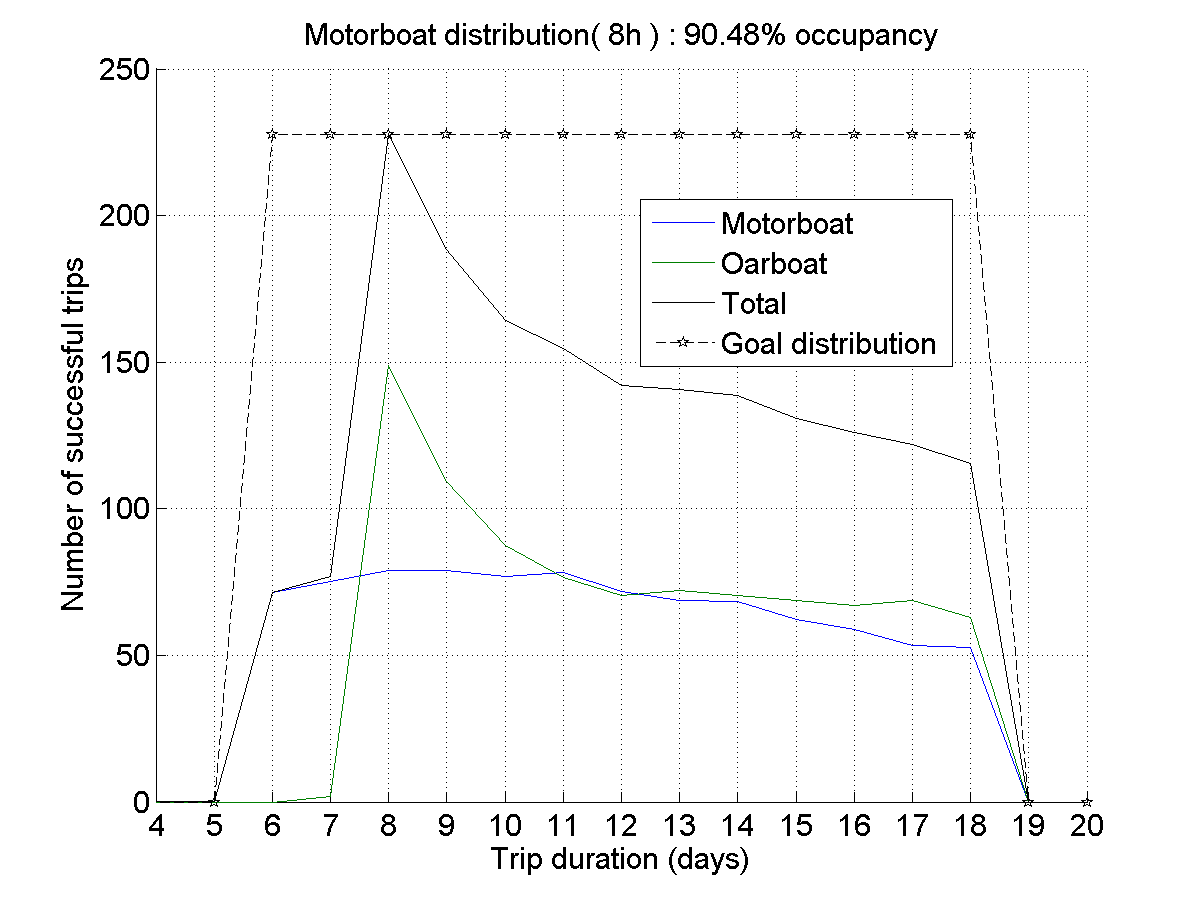 Motorboat distribution( 8h ) : 90.48% occupancy
250
200
150
100
50
0
Number of successful trips
Motorboat
Oarboat
Total
Goal distribution
4 5 6 7 8 9 10 11 12 13 14 15 16 17 18 19 20
Trip duration (days)